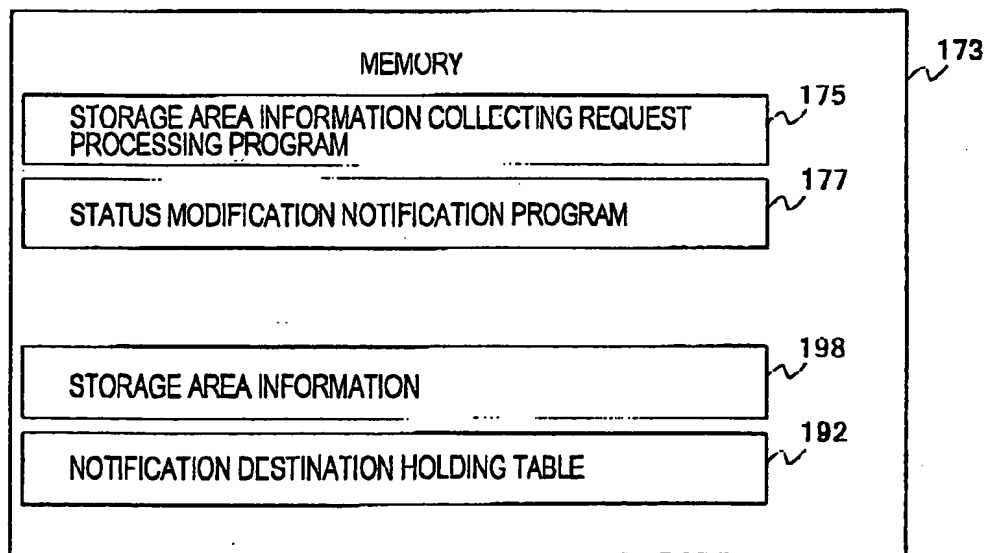 MEMORY
173
STORAGE AREA INFORMATION COLLECTING REQUEST
PROCESSING PROGRAM
175
STATUS MODIFICATION NOTIFICATION PROGRAM
177
STORAGE AREA INFORMATION
198
NOTIFICATION DESTINATION HOLDING TABLE
192